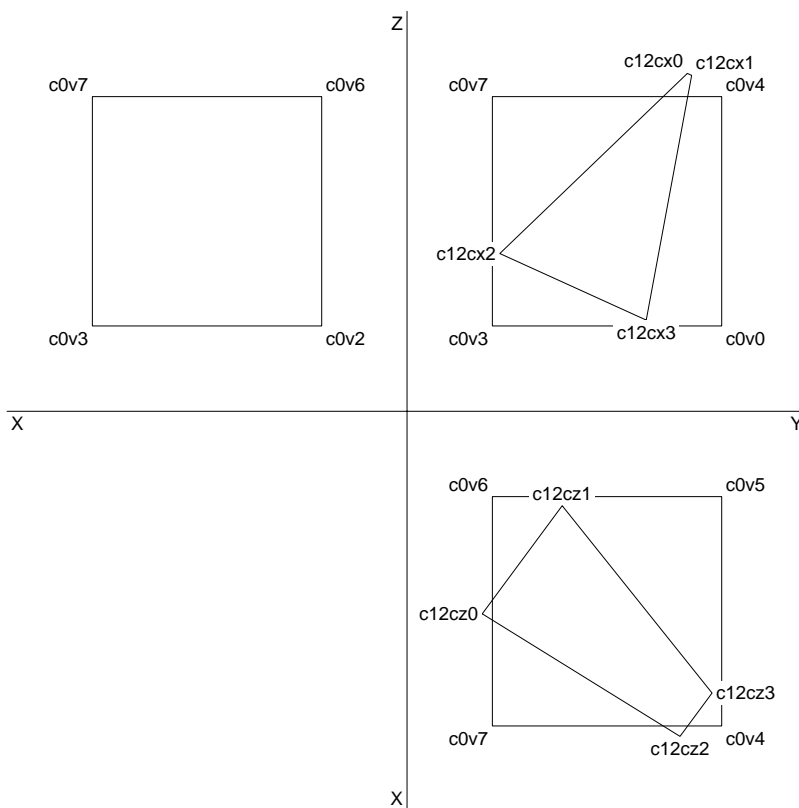 Z
c12cx0 c12cx1
c0v7 c0v6 c0v7 c0v4
c12cx2
c0v3 c0v2 c0v3 c12cx3 c0v0
X Y
c0v6 c12cz1 c0v5
c12cz0
c12cz3
c0v7 c12cz2 c0v4
X